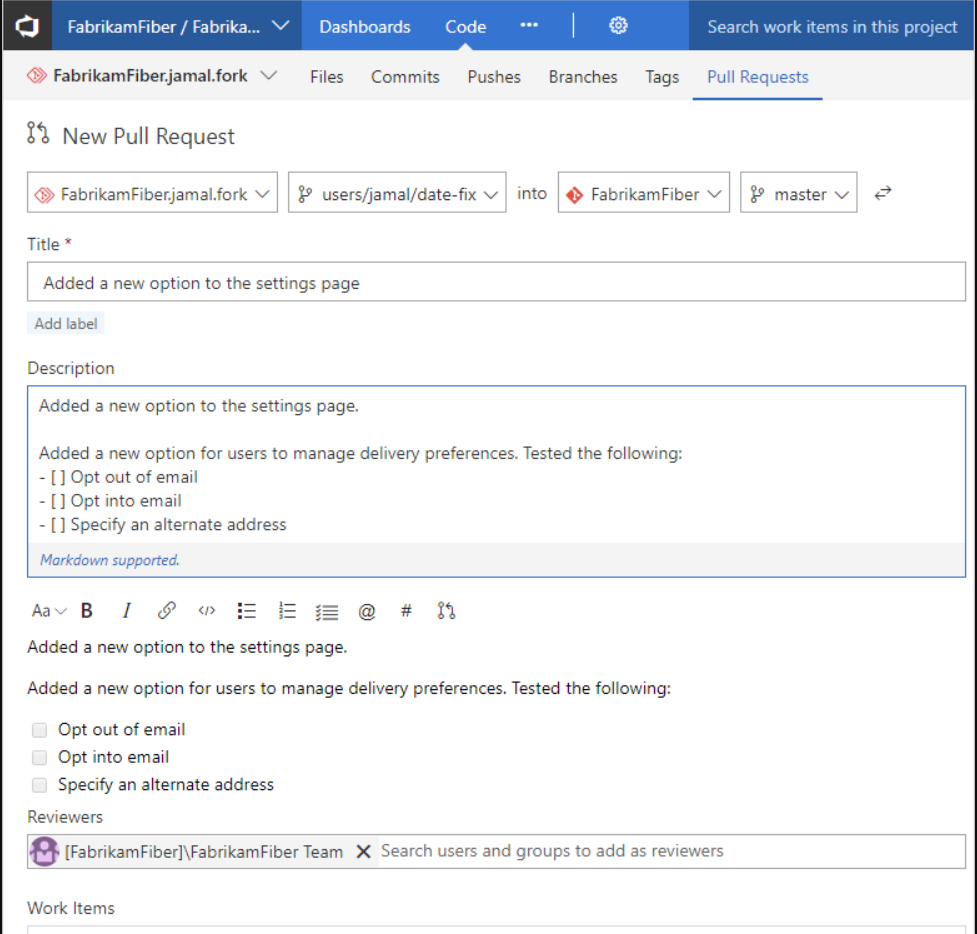 FabrikamFiber / Fabrika... Dashboards Code ··· Search work items in this project
FabrikamFiber.jamal.fork Files Commits Pushes Branches Tags Pull Requests
New Pull Request
FabrikamFiber.jamal.fork users/jamal/date-fix into FabrikamFiber master
Title *
Added a new option to the settings page
Add label
Description
Added a new option to the settings page.
Added a new option for users to manage delivery preferences. Tested the following:
- [ ] Opt out of email
- [ ] Opt into email
- [ ] Specify an alternate address
Markdown supported.
Aa B I </> @ #
Added a new option to the settings page.
Added a new option for users to manage delivery preferences. Tested the following:
Opt out of email
Opt into email
Specify an alternate address
Reviewers
[FabrikamFiber]\FabrikamFiber Team Search users and groups to add as reviewers
Work Items